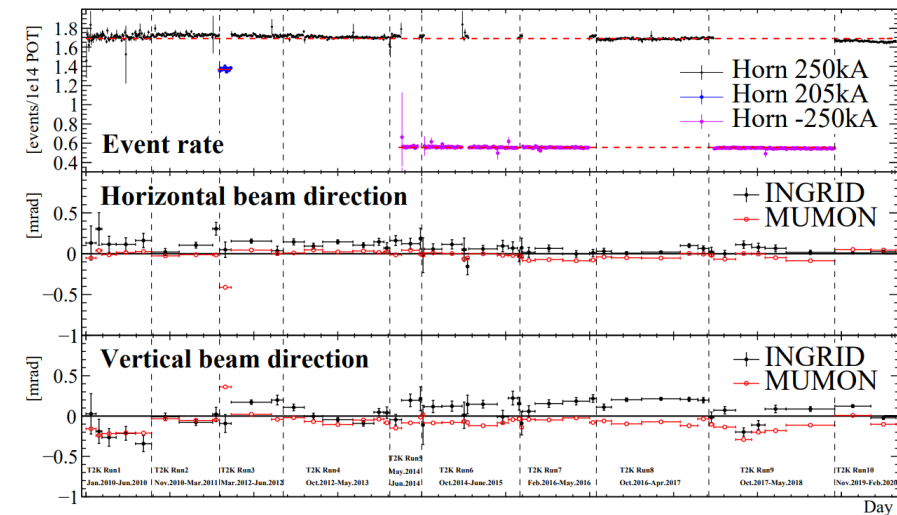 [events/1e14 POT]
1.8
1.6
1.4
1.2
1
0.8
0.6
0.4
Horn 250kA
Horn 205kA
Horn -250kA
Event rate
[mrad]
0.5
0
-0.5
-1
Horizontal beam direction
INGRID
MUMON
[mrad]
0.5
0
-0.5
-1
Vertical beam direction
INGRID
MUMON
T2K Run1
Jan.2010-Jun.2010
T2K Run2
Nov.2010-Mar.2011
T2K Run3
Mar.2012-Jun.2012
T2K Run4
Oct.2012-May.2013
T2K Run5
May.2014
Jun.2014
T2K Run6
Oct.2014-June.2015
T2K Run7
Feb.2016-May.2016
T2K Run8
Oct.2016-Apr.2017
T2K Run9
Oct.2017-May.2018
T2K Run10
Nov.2019-Feb.2020
Day